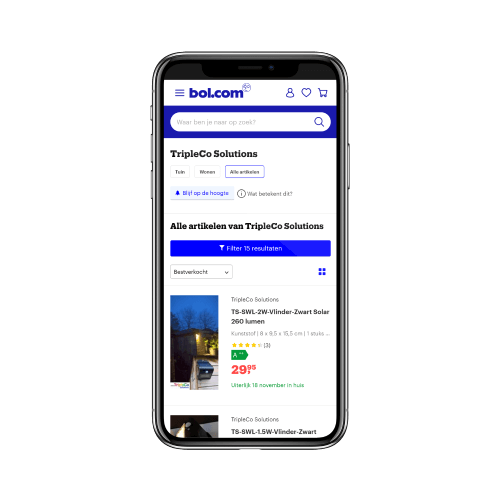 bol.com
Waar ben je naar op zoek?
TripleCo Solutions
Tuin
Wonen
Alle artikelen
Blijf op de hoogte
Wat betekent dit?
Alle artikelen van TripleCo Solutions
Filter 15 resultaten
Bestverkocht
TripleCo Solutions
TS-SWL-2W-Vlinder-Zwart Solar
260 lumen
Kunststof | 8 x 9,5 x 15,5 cm | 1 stuks ...
(3)
A
29,95
Uiterlijk 18 november in huis
TripleCo Solutions
TS-SWL-1.5W-Vlinder-Zwart